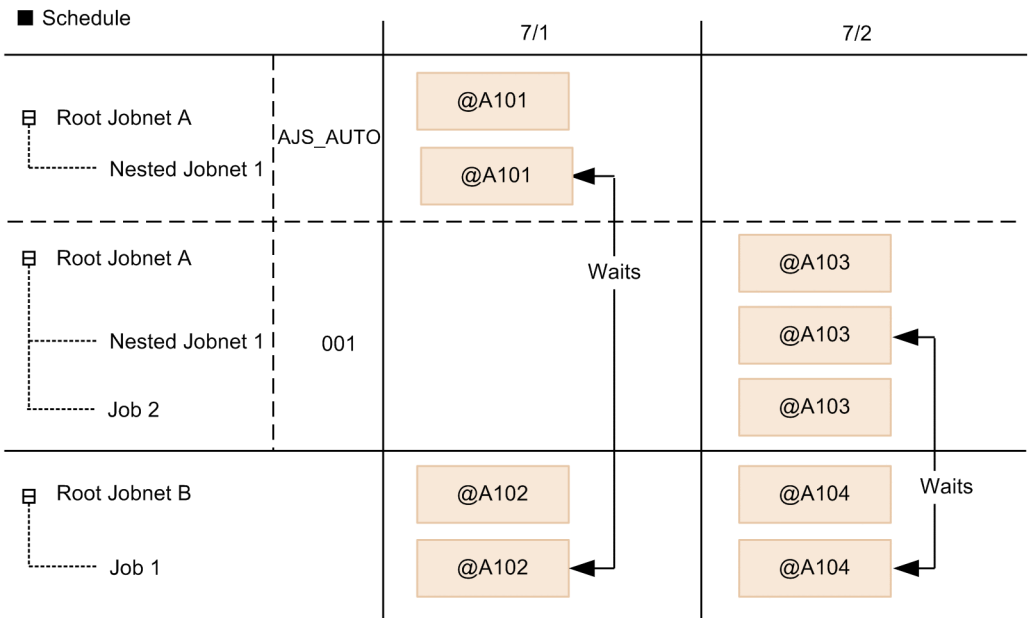 ■ Schedule
7/1
7/2
Root Jobnet A
Nested Jobnet 1
AJS_AUTO
@A101
@A101
Waits
Root Jobnet A
Nested Jobnet 1
Job 2
001
@A103
@A103
@A103
Root Jobnet B
Job 1
@A102
@A102
@A104
@A104
Waits